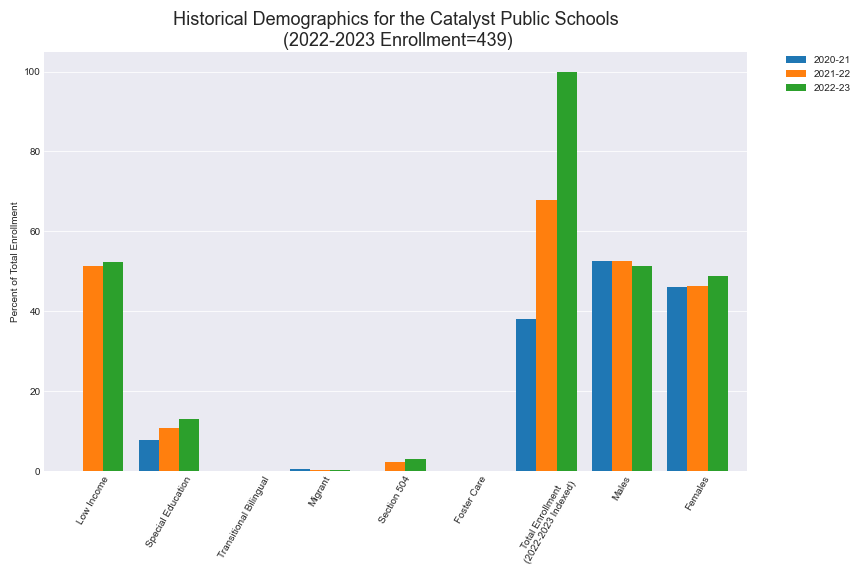 Historical Demographics for the Catalyst Public Schools
(2022-2023 Enrollment=439)
2020-21
2021-22
2022-23
Percent of Total Enrollment
100
80
60
40
20
0
Low Income
Special Education
Transitional Bilingual
Migrant
Section 504
Foster Care
Total Enrollment
(2022-2023 Indexed)
Males
Females